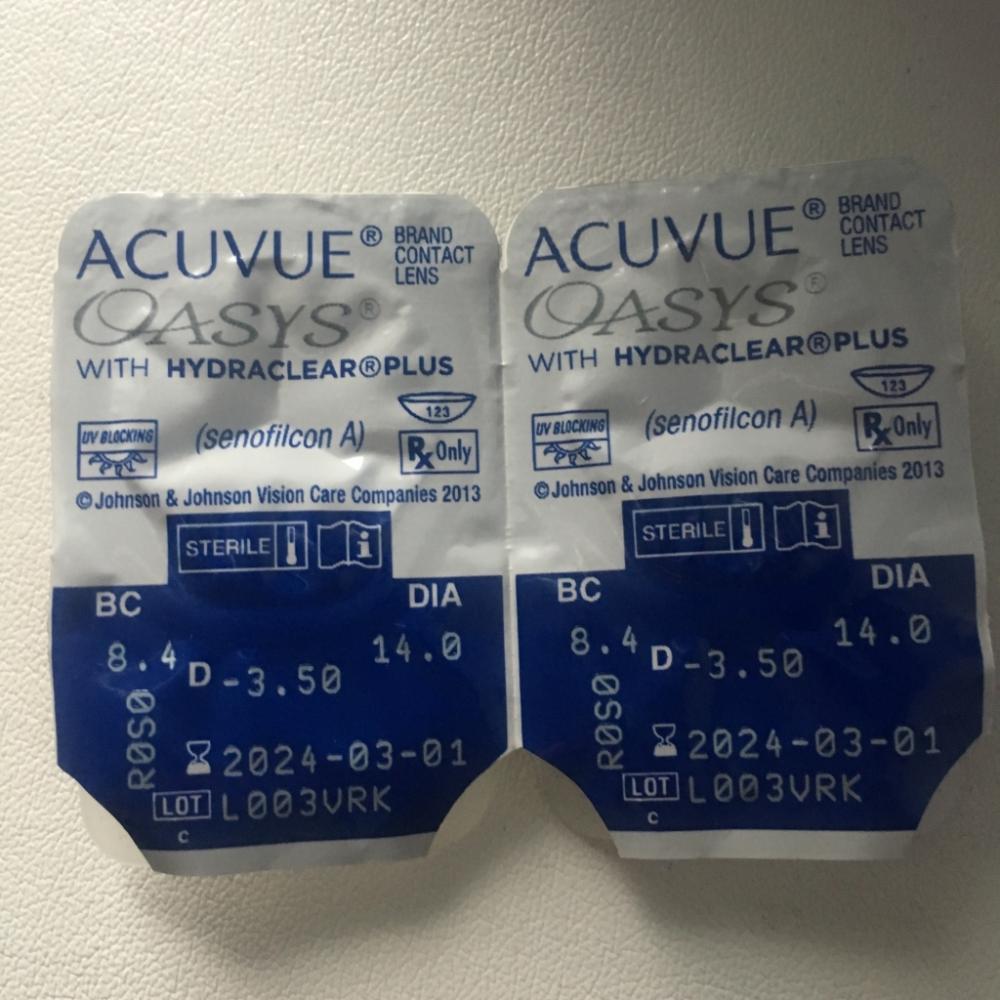 ACUVUE® BRAND
CONTACT
LENS
OASYS®
WITH HYDRACLEAR®PLUS
123
UV BLOCKING
(senofilcon A)
Rx Only
©Johnson & Johnson Vision Care Companies 2013
STERILE
i
BC
DIA
8.4
14.0
D -3.50
R0S0
2024-03-01
LOT L003VRK
C
ACUVUE® BRAND
CONTACT
LENS
OASYS®
WITH HYDRACLEAR®PLUS
123
UV BLOCKING
(senofilcon A)
Rx Only
©Johnson & Johnson Vision Care Companies 2013
STERILE
i
BC
DIA
8.4
14.0
D -3.50
R0S0
2024-03-01
LOT L003VRK
C